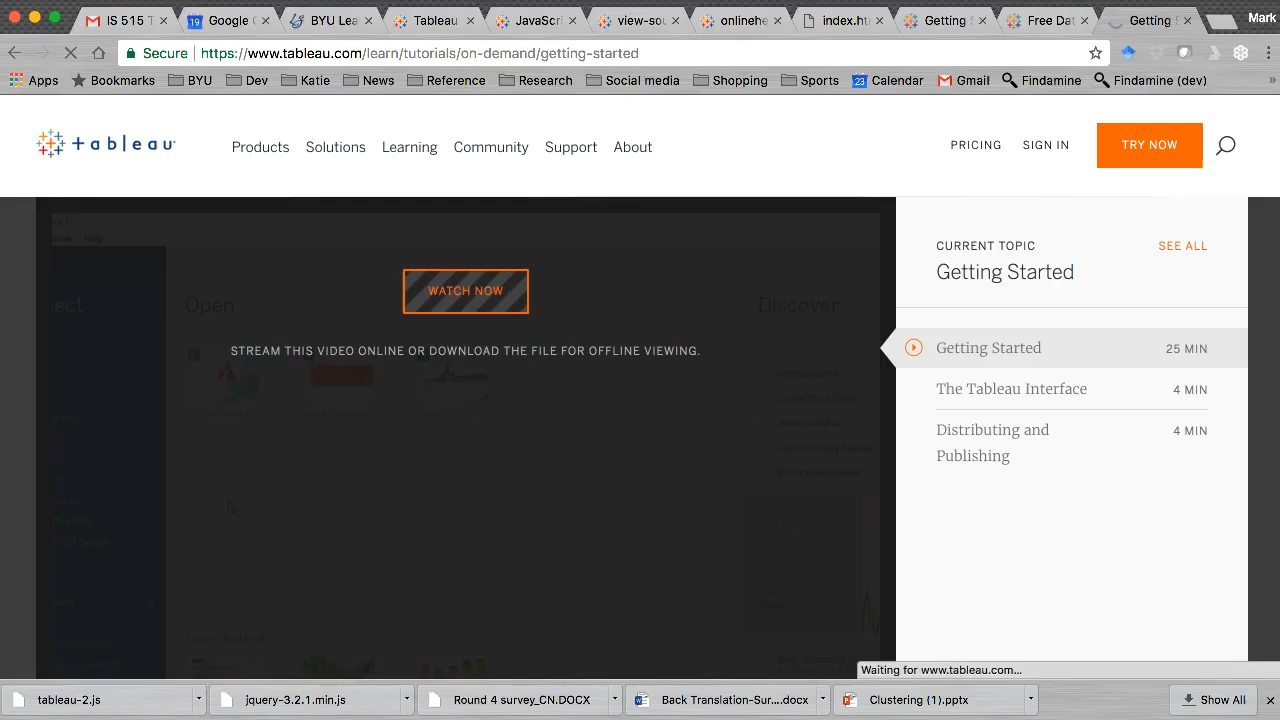 IS 515 T
Google C
BYU Lea
Tableau
JavaScri
view-sou
onlinehe
index.ht
Getting S
Free Dat
Getting S
Mark
Secure
https://www.tableau.com/learn/tutorials/on-demand/getting-started
Apps
Bookmarks
BYU
Dev
Katie
News
Reference
Research
Social media
Shopping
Sports
Calendar
Gmail
Findamine
Findamine (dev)
»
tableau
Products
Solutions
Learning
Community
Support
About
PRICING
SIGN IN
TRY NOW
Help
Open
Discover
WATCH NOW
STREAM THIS VIDEO ONLINE OR DOWNLOAD THE FILE FOR OFFLINE VIEWING.
CURRENT TOPIC
SEE ALL
Getting Started
Getting Started
25 MIN
The Tableau Interface
4 MIN
Distributing and
Publishing
4 MIN
Waiting for www.tableau.com...
tableau-2.js
jquery-3.2.1.min.js
Round 4 survey_CN.DOCX
Back Translation-Sur....docx
Clustering (1).pptx
Show All